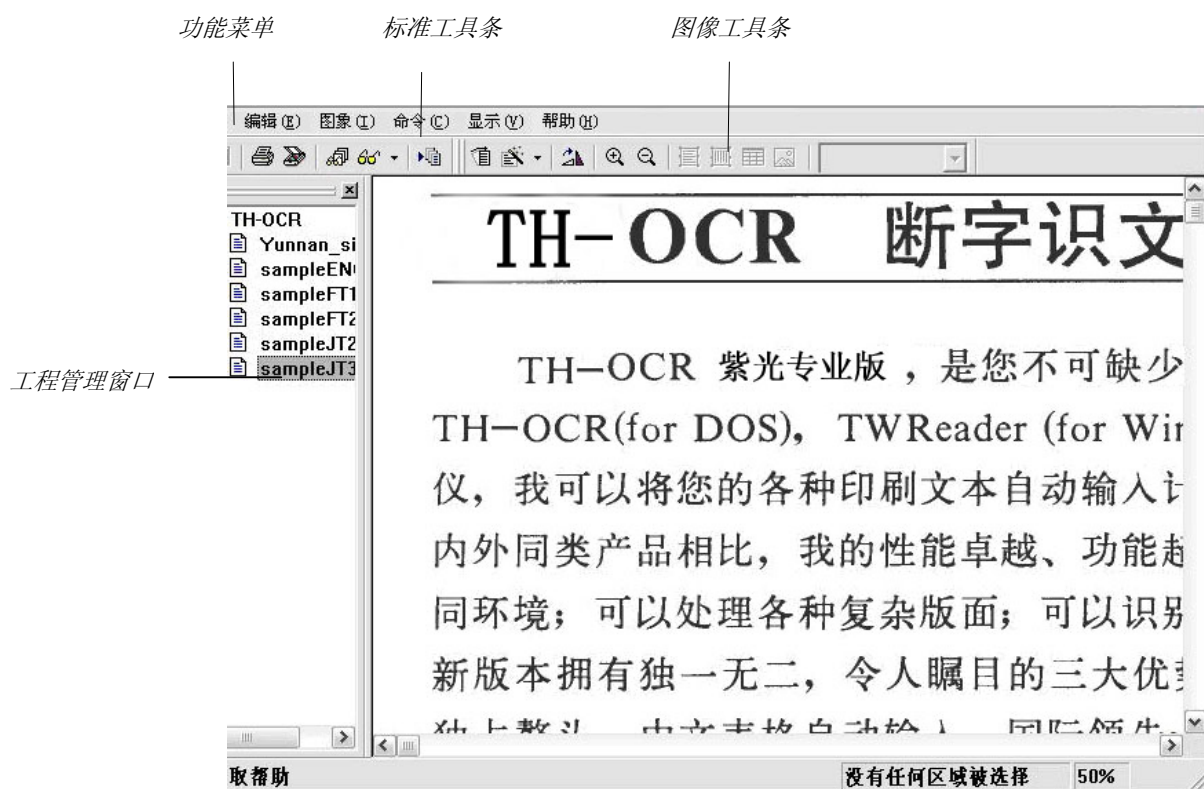 功能菜单 标准工具条 图像工具条
编辑(E) 图象(I) 命令(C) 显示(V) 帮助(H)
TH-OCR
Yunnan_si
sampleEN
sampleFT1
sampleFT2
sampleJT2
sampleJT3
工程管理窗口
TH-OCR 断字识文
TH-OCR 紫光专业版，是您不可缺少
TH-OCR(for DOS), TWReader (for Win
仪，我可以将您的各种印刷文本自动输入计
内外同类产品相比，我的性能卓越、功能超
同环境；可以处理各种复杂版面；可以识别
新版本拥有独一无二，令人瞩目的三大优势
取帮助 没有任何区域被选择 50%